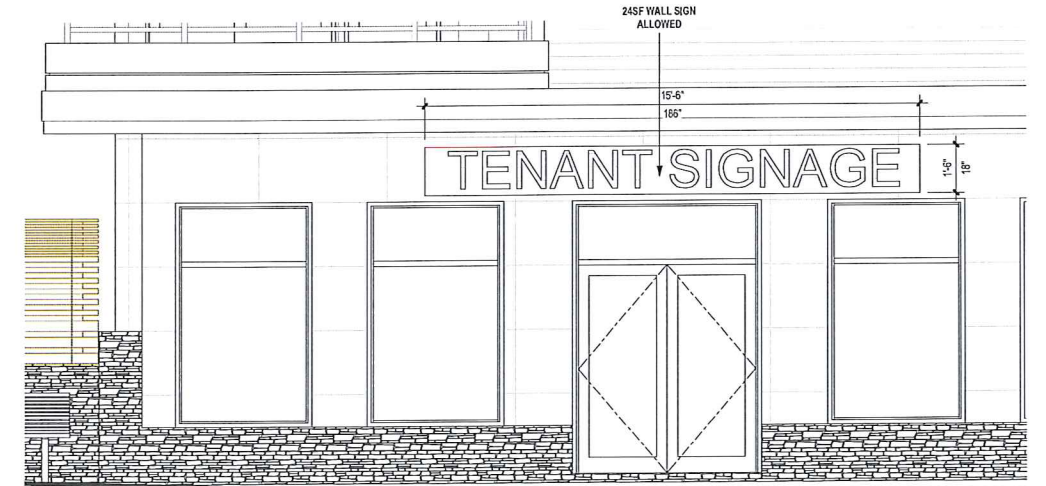 24SF WALL SIGN
ALLOWED
15'-6"
186"
TENANT SIGNAGE
1'-6"
18"